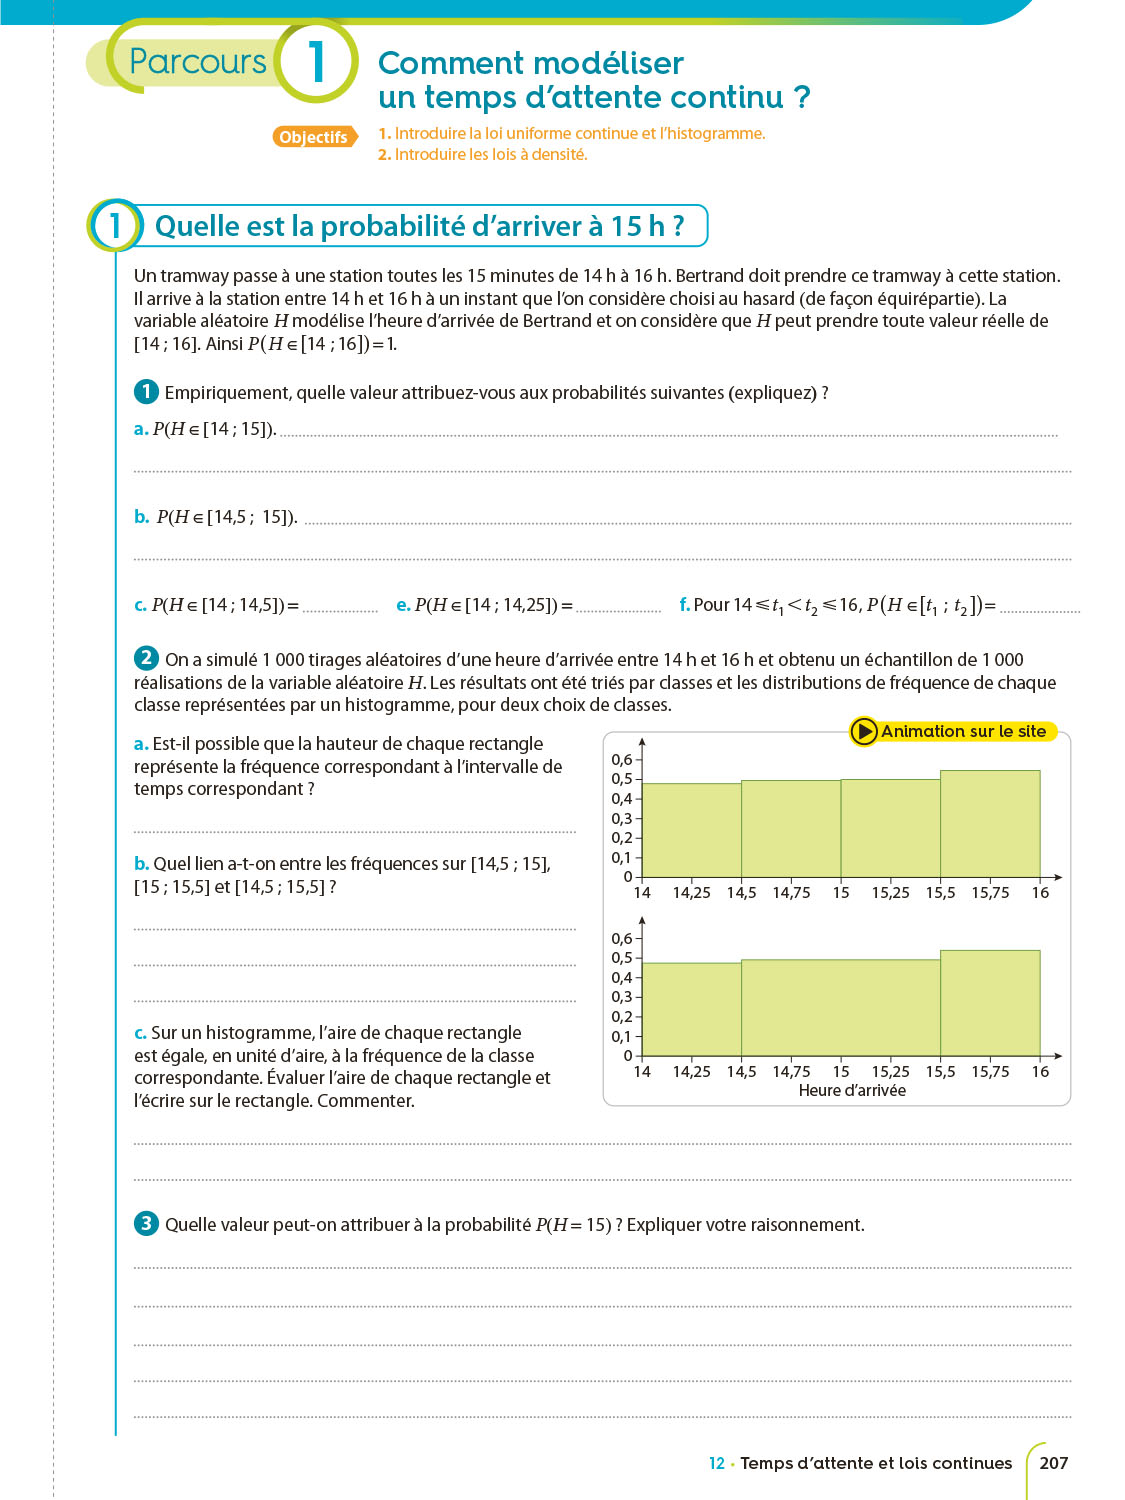 Parcours 1
Comment modéliser
un temps d’attente continu ?
Objectifs
1. Introduire la loi uniforme continue et l’histogramme.
2. Introduire les lois à densité.
1 Quelle est la probabilité d’arriver à 15 h ?
Un tramway passe à une station toutes les 15 minutes de 14 h à 16 h. Bertrand doit prendre ce tramway à cette station.
Il arrive à la station entre 14 h et 16 h à un instant que l’on considère choisi au hasard (de façon équirépartie). La
variable aléatoire H modélise l’heure d’arrivée de Bertrand et on considère que H peut prendre toute valeur réelle de
[14 ; 16]. Ainsi P(H ∈ [14 ; 16]) = 1.
1 Empiriquement, quelle valeur attribuez-vous aux probabilités suivantes (expliquez) ?
a. P(H ∈ [14 ; 15]).
b. P(H ∈ [14,5 ; 15]).
c. P(H ∈ [14 ; 14,5]) = e. P(H ∈ [14 ; 14,25]) = f. Pour 14 ⩽ t₁ < t₂ ⩽ 16, P(H ∈ [t₁ ; t₂]) =
2 On a simulé 1 000 tirages aléatoires d’une heure d’arrivée entre 14 h et 16 h et obtenu un échantillon de 1 000
réalisations de la variable aléatoire H. Les résultats ont été triés par classes et les distributions de fréquence de chaque
classe représentées par un histogramme, pour deux choix de classes.
a. Est-il possible que la hauteur de chaque rectangle
représente la fréquence correspondant à l’intervalle de
temps correspondant ?
b. Quel lien a-t-on entre les fréquences sur [14,5 ; 15],
[15 ; 15,5] et [14,5 ; 15,5] ?
c. Sur un histogramme, l’aire de chaque rectangle
est égale, en unité d’aire, à la fréquence de la classe
correspondante. Évaluer l’aire de chaque rectangle et
l’écrire sur le rectangle. Commenter.
Animation sur le site
0,6
0,5
0,4
0,3
0,2
0,1
0
14 14,25 14,5 14,75 15 15,25 15,5 15,75 16
0,6
0,5
0,4
0,3
0,2
0,1
0
14 14,25 14,5 14,75 15 15,25 15,5 15,75 16
Heure d’arrivée
3 Quelle valeur peut-on attribuer à la probabilité P(H = 15) ? Expliquer votre raisonnement.
12 • Temps d’attente et lois continues 207